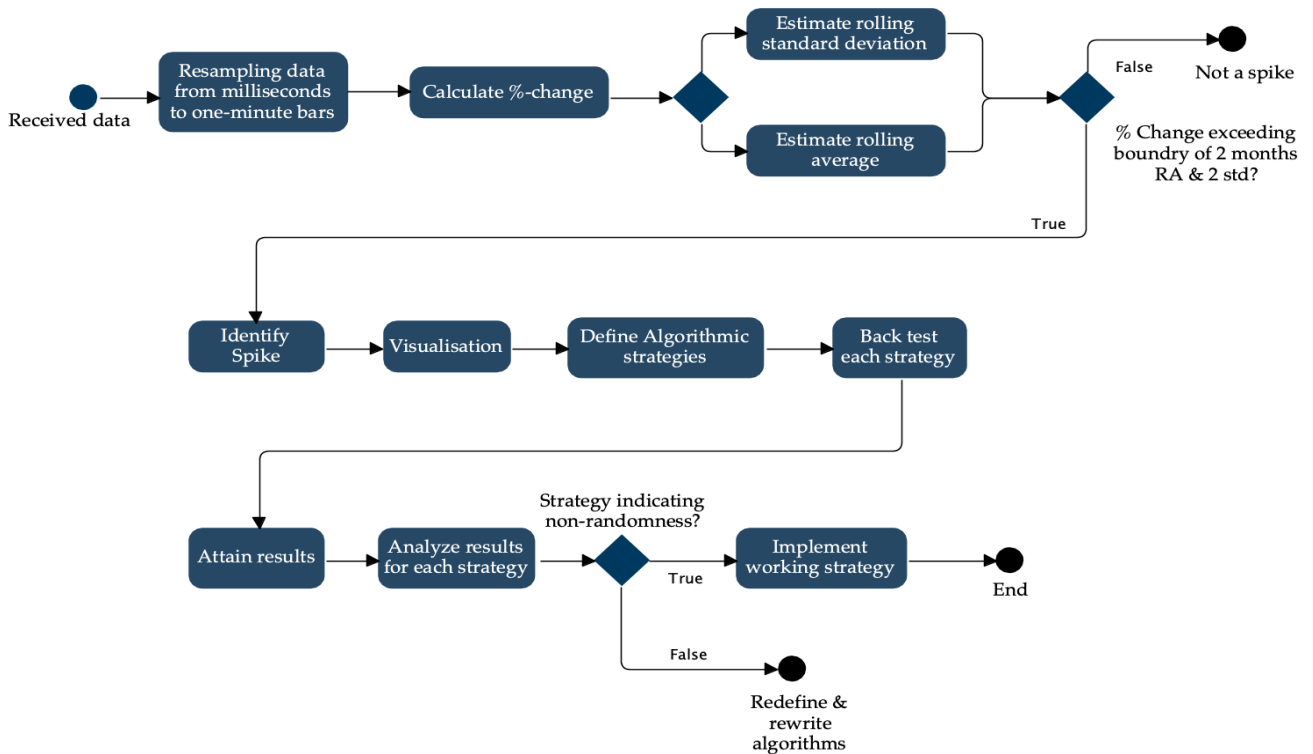 Received data
Resampling data
from milliseconds
to one-minute bars
Calculate %-change
Estimate rolling
standard deviation
Estimate rolling
average
False
Not a spike
% Change exceeding
boundry of 2 months
RA & 2 std?
True
Identify
Spike
Visualisation
Define Algorithmic
strategies
Back test
each strategy
Attain results
Analyze results
for each strategy
Strategy indicating
non-randomness?
True
Implement
working strategy
End
False
Redefine &
rewrite
algorithms